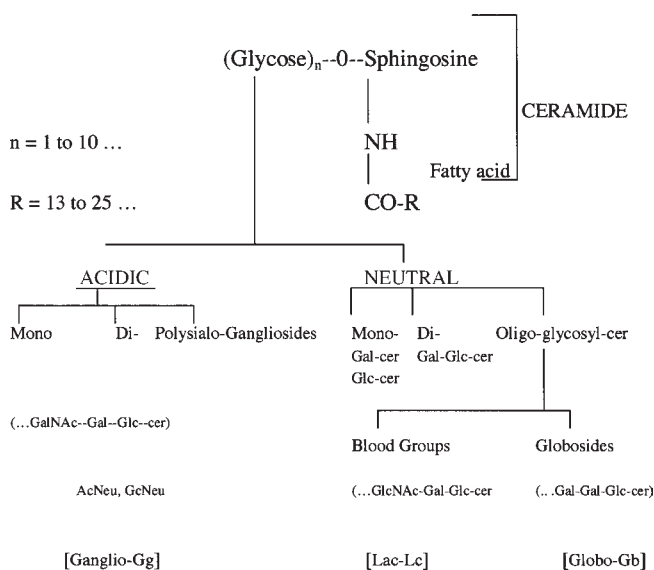 (Glycose)n--0--Sphingosine
CERAMIDE
n = 1 to 10 ...
NH
Fatty acid
R = 13 to 25 ...
CO-R
ACIDIC
NEUTRAL
Mono Di- Polysialo-Gangliosides
Mono- Di- Oligo-glycosyl-cer
Gal-cer Gal-Glc-cer
Glc-cer
(...GalNAc--Gal--Glc--cer)
Blood Groups Globosides
AcNeu, GcNeu
(...GlcNAc-Gal-Glc-cer (...Gal-Gal-Glc-cer)
[Ganglio-Gg] [Lac-Lc] [Globo-Gb]